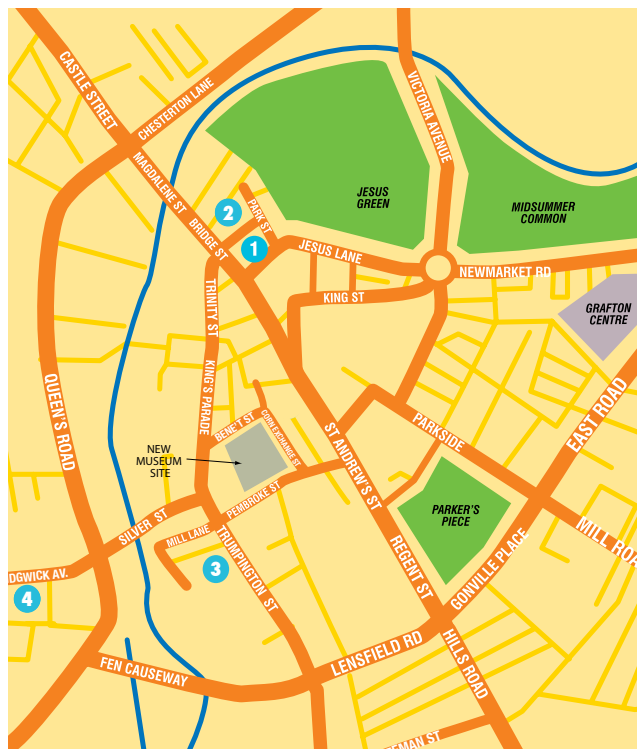 CASTLE STREET
CHESTERTON LANE
VICTORIA AVENUE
MAGDALENE ST
JESUS
GREEN
MIDSUMMER
COMMON
2
PARK ST
1
BRIDGE ST
JESUS LANE
NEWMARKET RD
TRINITY ST
KING ST
GRAFTON
CENTRE
QUEEN'S ROAD
KING S PARADE
EAST ROAD
BENE'T ST
CORN EXCHANGE ST
ST ANDREW'S ST
PARKSIDE
NEW
MUSEUM
SITE
PEMBROKE ST
PARKER'S
PIECE
SILVER ST
MILL LANE
MILL ROA
REGENT ST
GONVILLE PLACE
DGWICK AV.
4
3
TRUMPINGTON ST
LENSFIELD RD
HILLS ROAD
FEN CAUSEWAY
EMAN ST